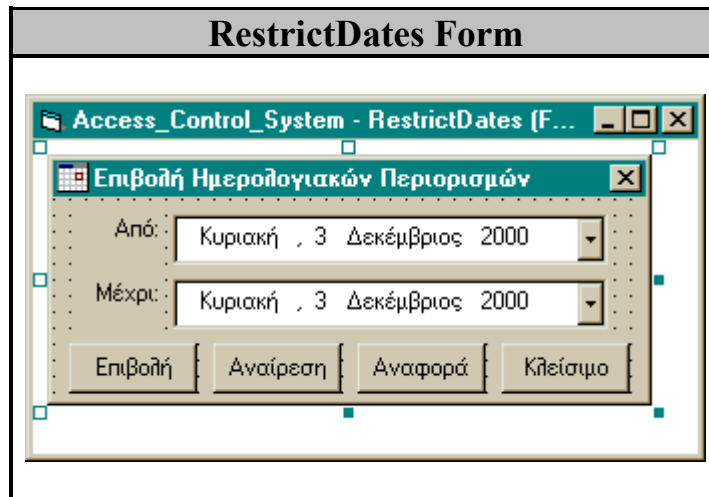 RestrictDates Form
Access_Control_System - RestrictDates (F...
Επιβολή Ημερολογιακών Περιορισμών
Από: Κυριακή , 3 Δεκέμβριος 2000
Μέχρι: Κυριακή , 3 Δεκέμβριος 2000
Επιβολή Αναίρεση Αναφορά Κλείσιμο